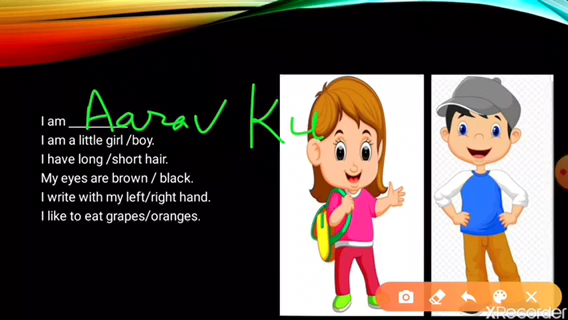 I am ______ Aarav Ku
I am a little girl /boy.
I have long /short hair.
My eyes are brown / black.
I write with my left/right hand.
I like to eat grapes/oranges.
XRecorder